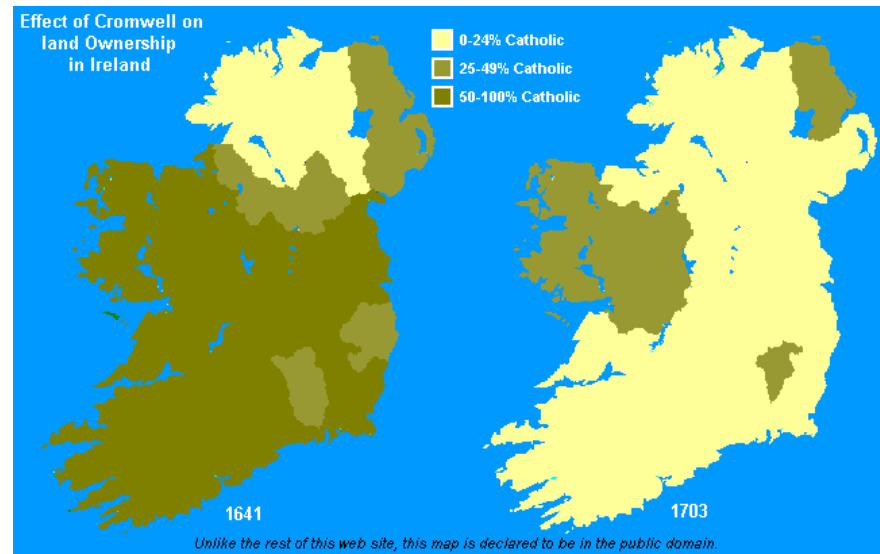 Effect of Cromwell on
land Ownership
in Ireland
0-24% Catholic
25-49% Catholic
50-100% Catholic
1641
1703
Unlike the rest of this web site, this map is declared to be in the public domain.